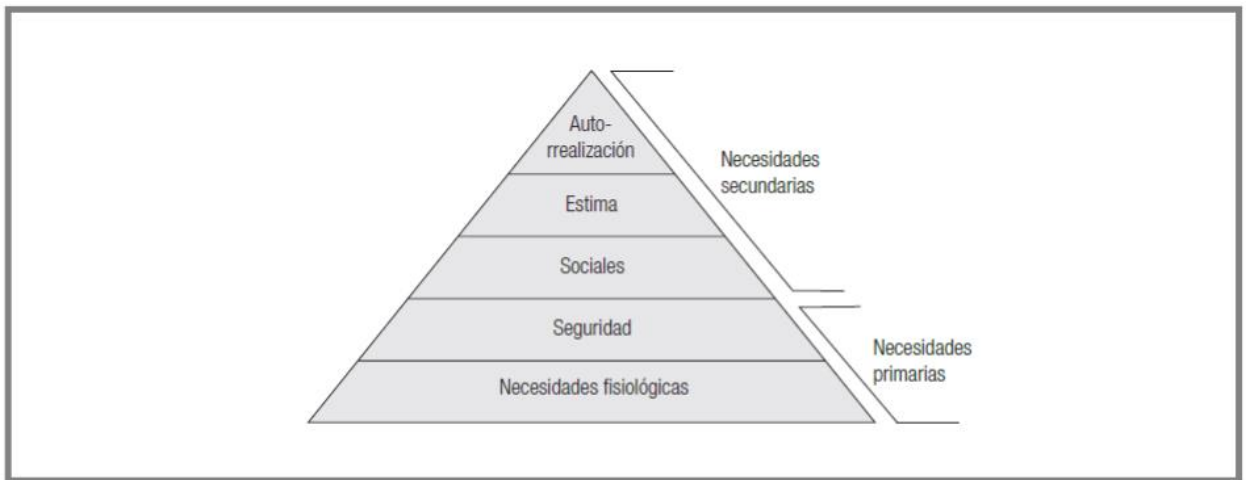 Auto-
rrealización
Estima
Sociales
Seguridad
Necesidades fisiológicas
Necesidades
secundarias
Necesidades
primarias